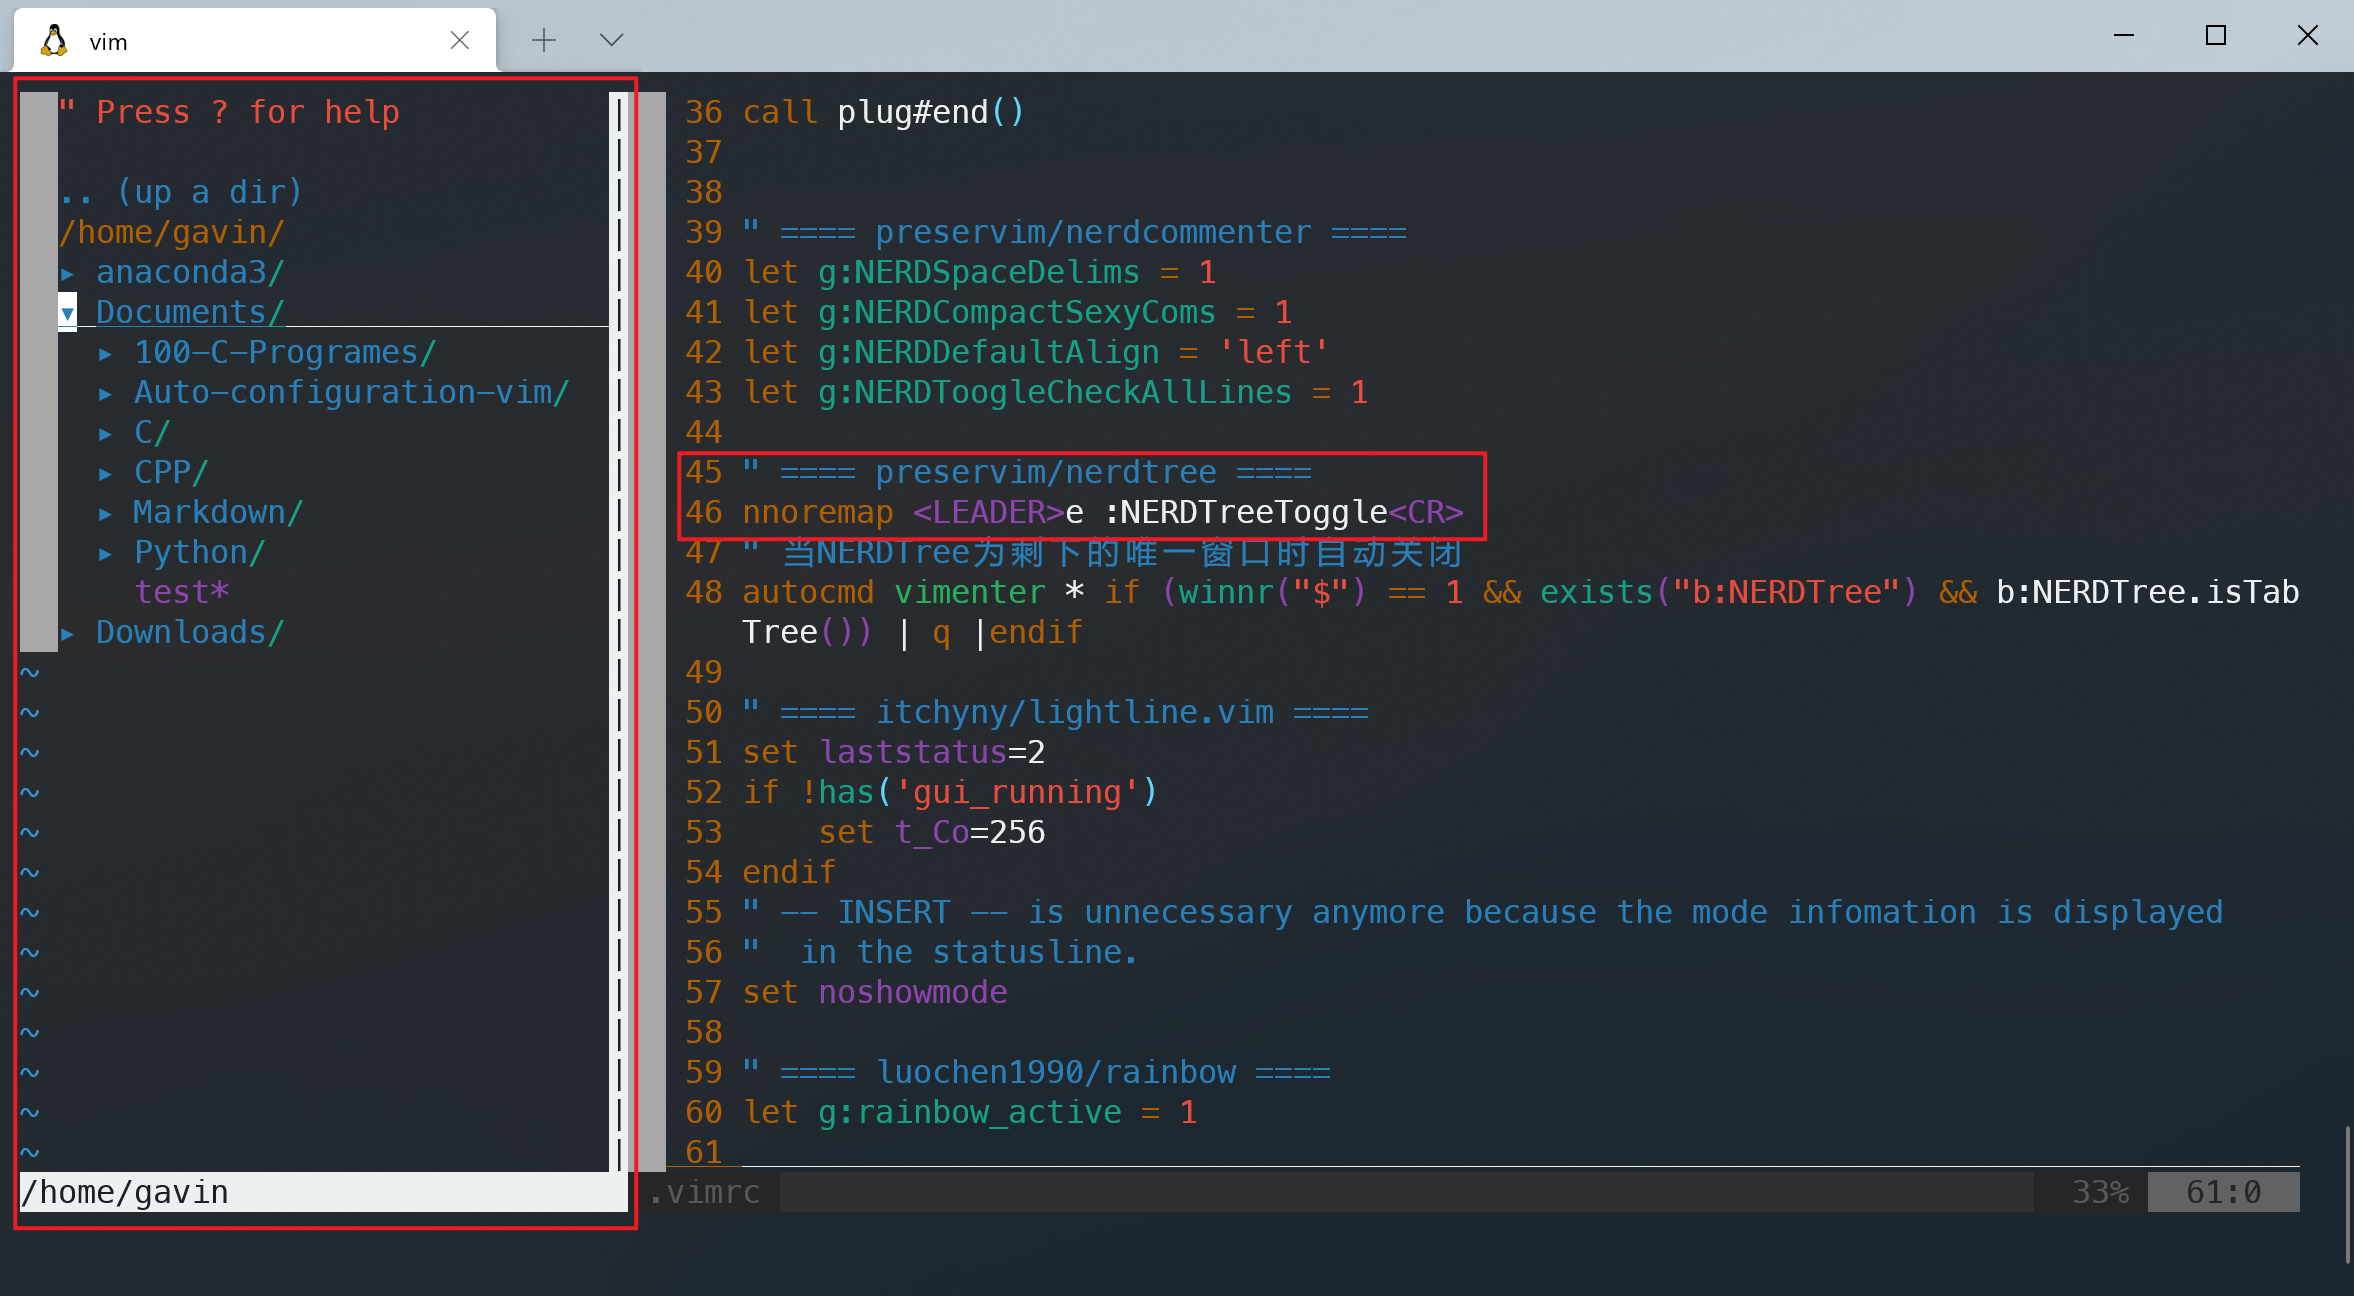 vim
" Press ? for help
.. (up a dir)
/home/gavin/
▸ anaconda3/
▾ Documents/
▸ 100-C-Programes/
▸ Auto-configuration-vim/
▸ C/
▸ CPP/
▸ Markdown/
▸ Python/
test*
▸ Downloads/
~
~
~
~
~
~
~
~
~
~
~
~
~
/home/gavin
36 call plug#end()
37
38
39 " ==== preservim/nerdcommenter ====
40 let g:NERDSpaceDelims = 1
41 let g:NERDCompactSexyComs = 1
42 let g:NERDDefaultAlign = 'left'
43 let g:NERDToogleCheckAllLines = 1
44
45 " ==== preservim/nerdtree ====
46 nnoremap <LEADER>e :NERDTreeToggle<CR>
47 " 当NERDTree为剩下的唯一窗口时自动关闭
48 autocmd vimenter * if (winnr("$") == 1 && exists("b:NERDTree") && b:NERDTree.isTab
Tree()) | q |endif
49
50 " ==== itchyny/lightline.vim ====
51 set laststatus=2
52 if !has('gui_running')
53     set t_Co=256
54 endif
55 " -- INSERT -- is unnecessary anymore because the mode infomation is displayed
56 "  in the statusline.
57 set noshowmode
58
59 " ==== luochen1990/rainbow ====
60 let g:rainbow_active = 1
61
.vimrc 33% 61:0